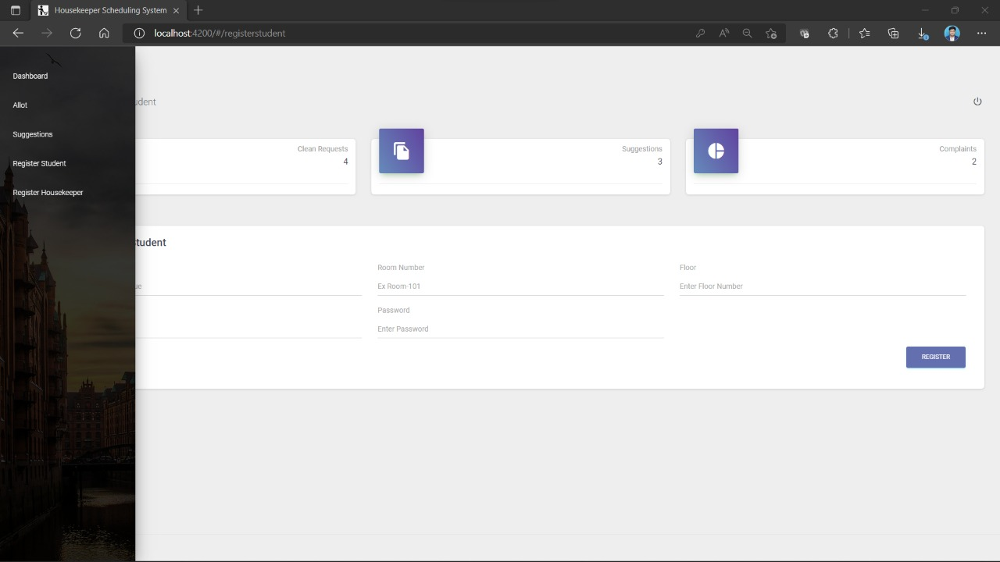 Housekeeper Scheduling System
localhost:4200/#/registerstudent
Dashboard
Allot
Suggestions
Register Student
Register Housekeeper
udent
Clean Requests
4
Suggestions
3
Complaints
2
student
Room Number
Floor
ue
Ex Room-101
Enter Floor Number
Password
Enter Password
REGISTER